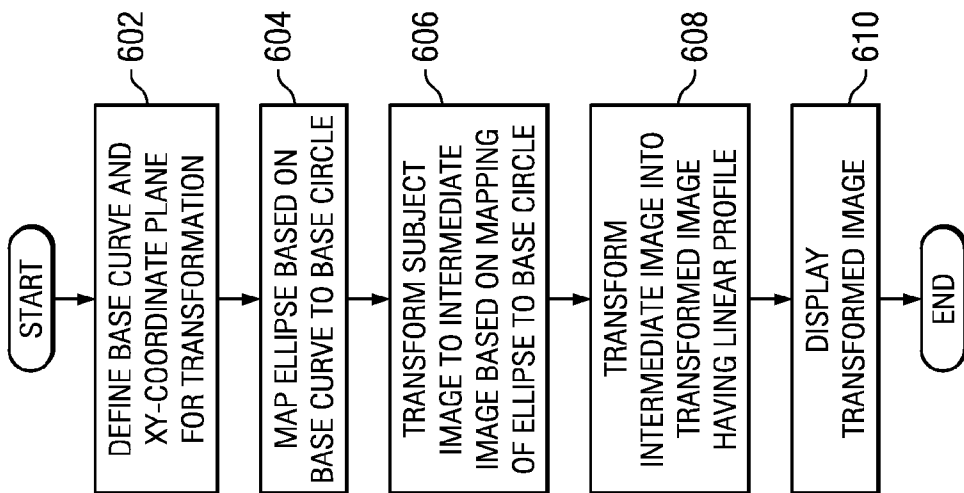 START
602
DEFINE BASE CURVE AND
XY-COORDINATE PLANE
FOR TRANSFORMATION
604
MAP ELLIPSE BASED ON
BASE CURVE TO BASE CIRCLE
606
TRANSFORM SUBJECT
IMAGE TO INTERMEDIATE
IMAGE BASED ON MAPPING
OF ELLIPSE TO BASE CIRCLE
608
TRANSFORM
INTERMEDIATE IMAGE INTO
TRANSFORMED IMAGE
HAVING LINEAR PROFILE
610
DISPLAY
TRANSFORMED IMAGE
END